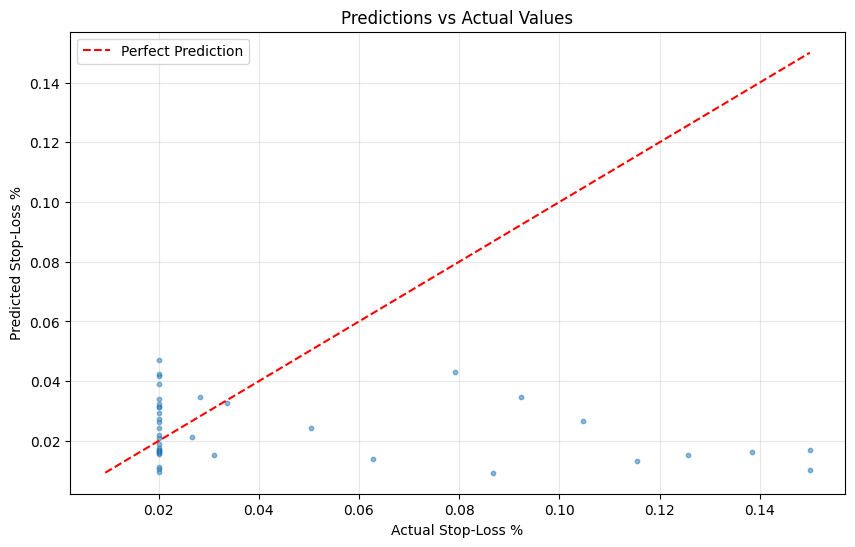 Predictions vs Actual Values
Perfect Prediction
Predicted Stop-Loss %
0.14
0.12
0.10
0.08
0.06
0.04
0.02
0.02 0.04 0.06 0.08 0.10 0.12 0.14
Actual Stop-Loss %